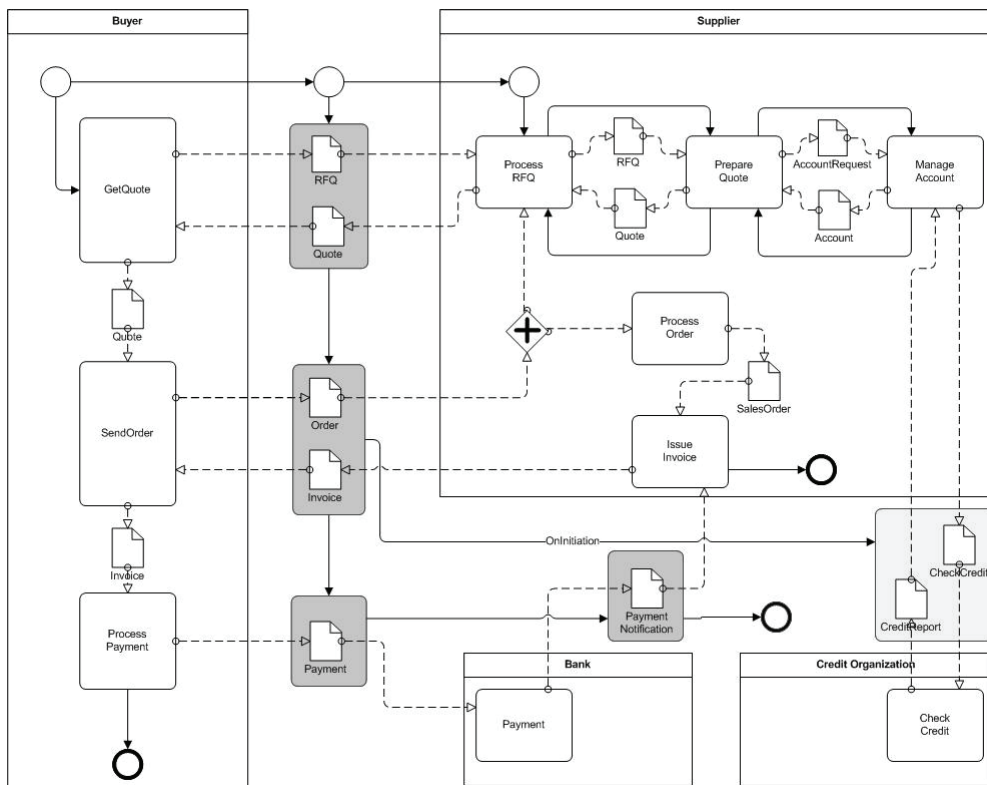 Buyer
Supplier
GetQuote
RFQ
Quote
Process
RFQ
RFQ
Quote
Prepare
Quote
AccountRequest
Account
Manage
Account
Quote
SendOrder
Order
Invoice
Process
Order
SalesOrder
Issue
Invoice
OnInitiation
Invoice
Process
Payment
Payment
Payment
Notification
CheckCredit
CreditReport
Bank
Credit Organization
Payment
Check
Credit